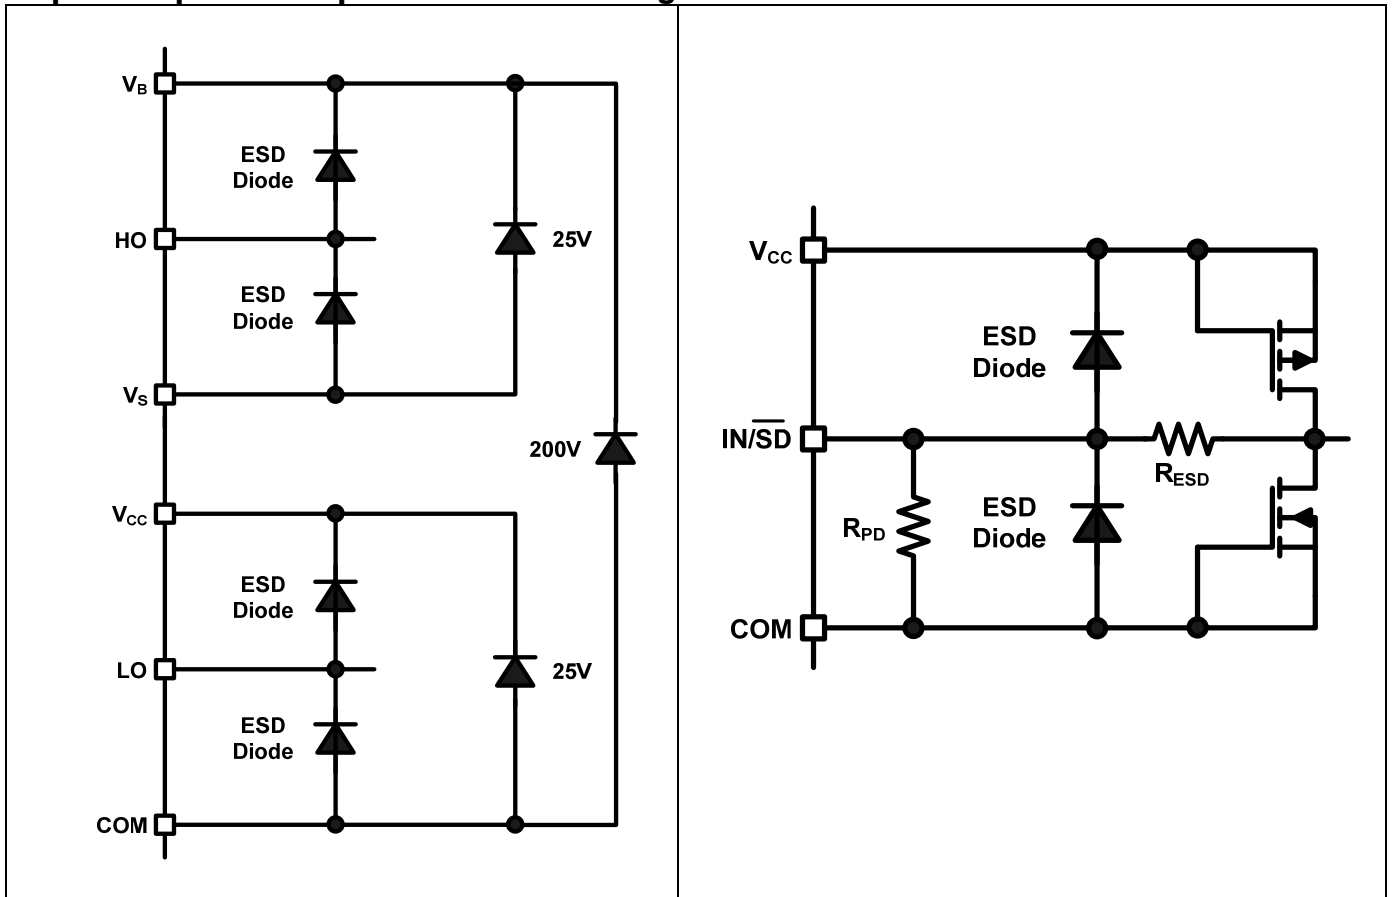 V_B
ESD
Diode
HO
25V
ESD
Diode
V_S
200V
V_CC
ESD
Diode
LO
25V
ESD
Diode
COM
V_CC
ESD
Diode
IN/S̅D̅
R_ESD
ESD
Diode
R_PD
COM